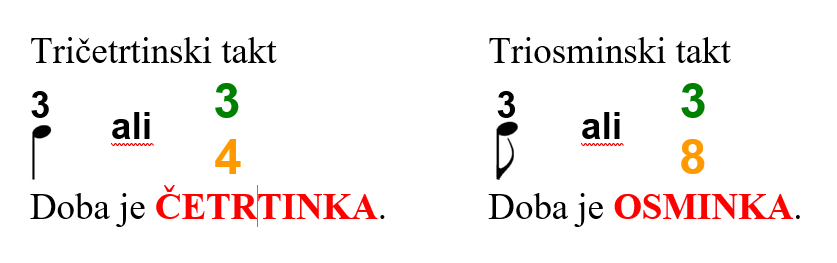 Tričetrtinski takt
3
ali
3
4
Doba je ČETRTINKA.
Triosminski takt
3
ali
3
8
Doba je OSMINKA.